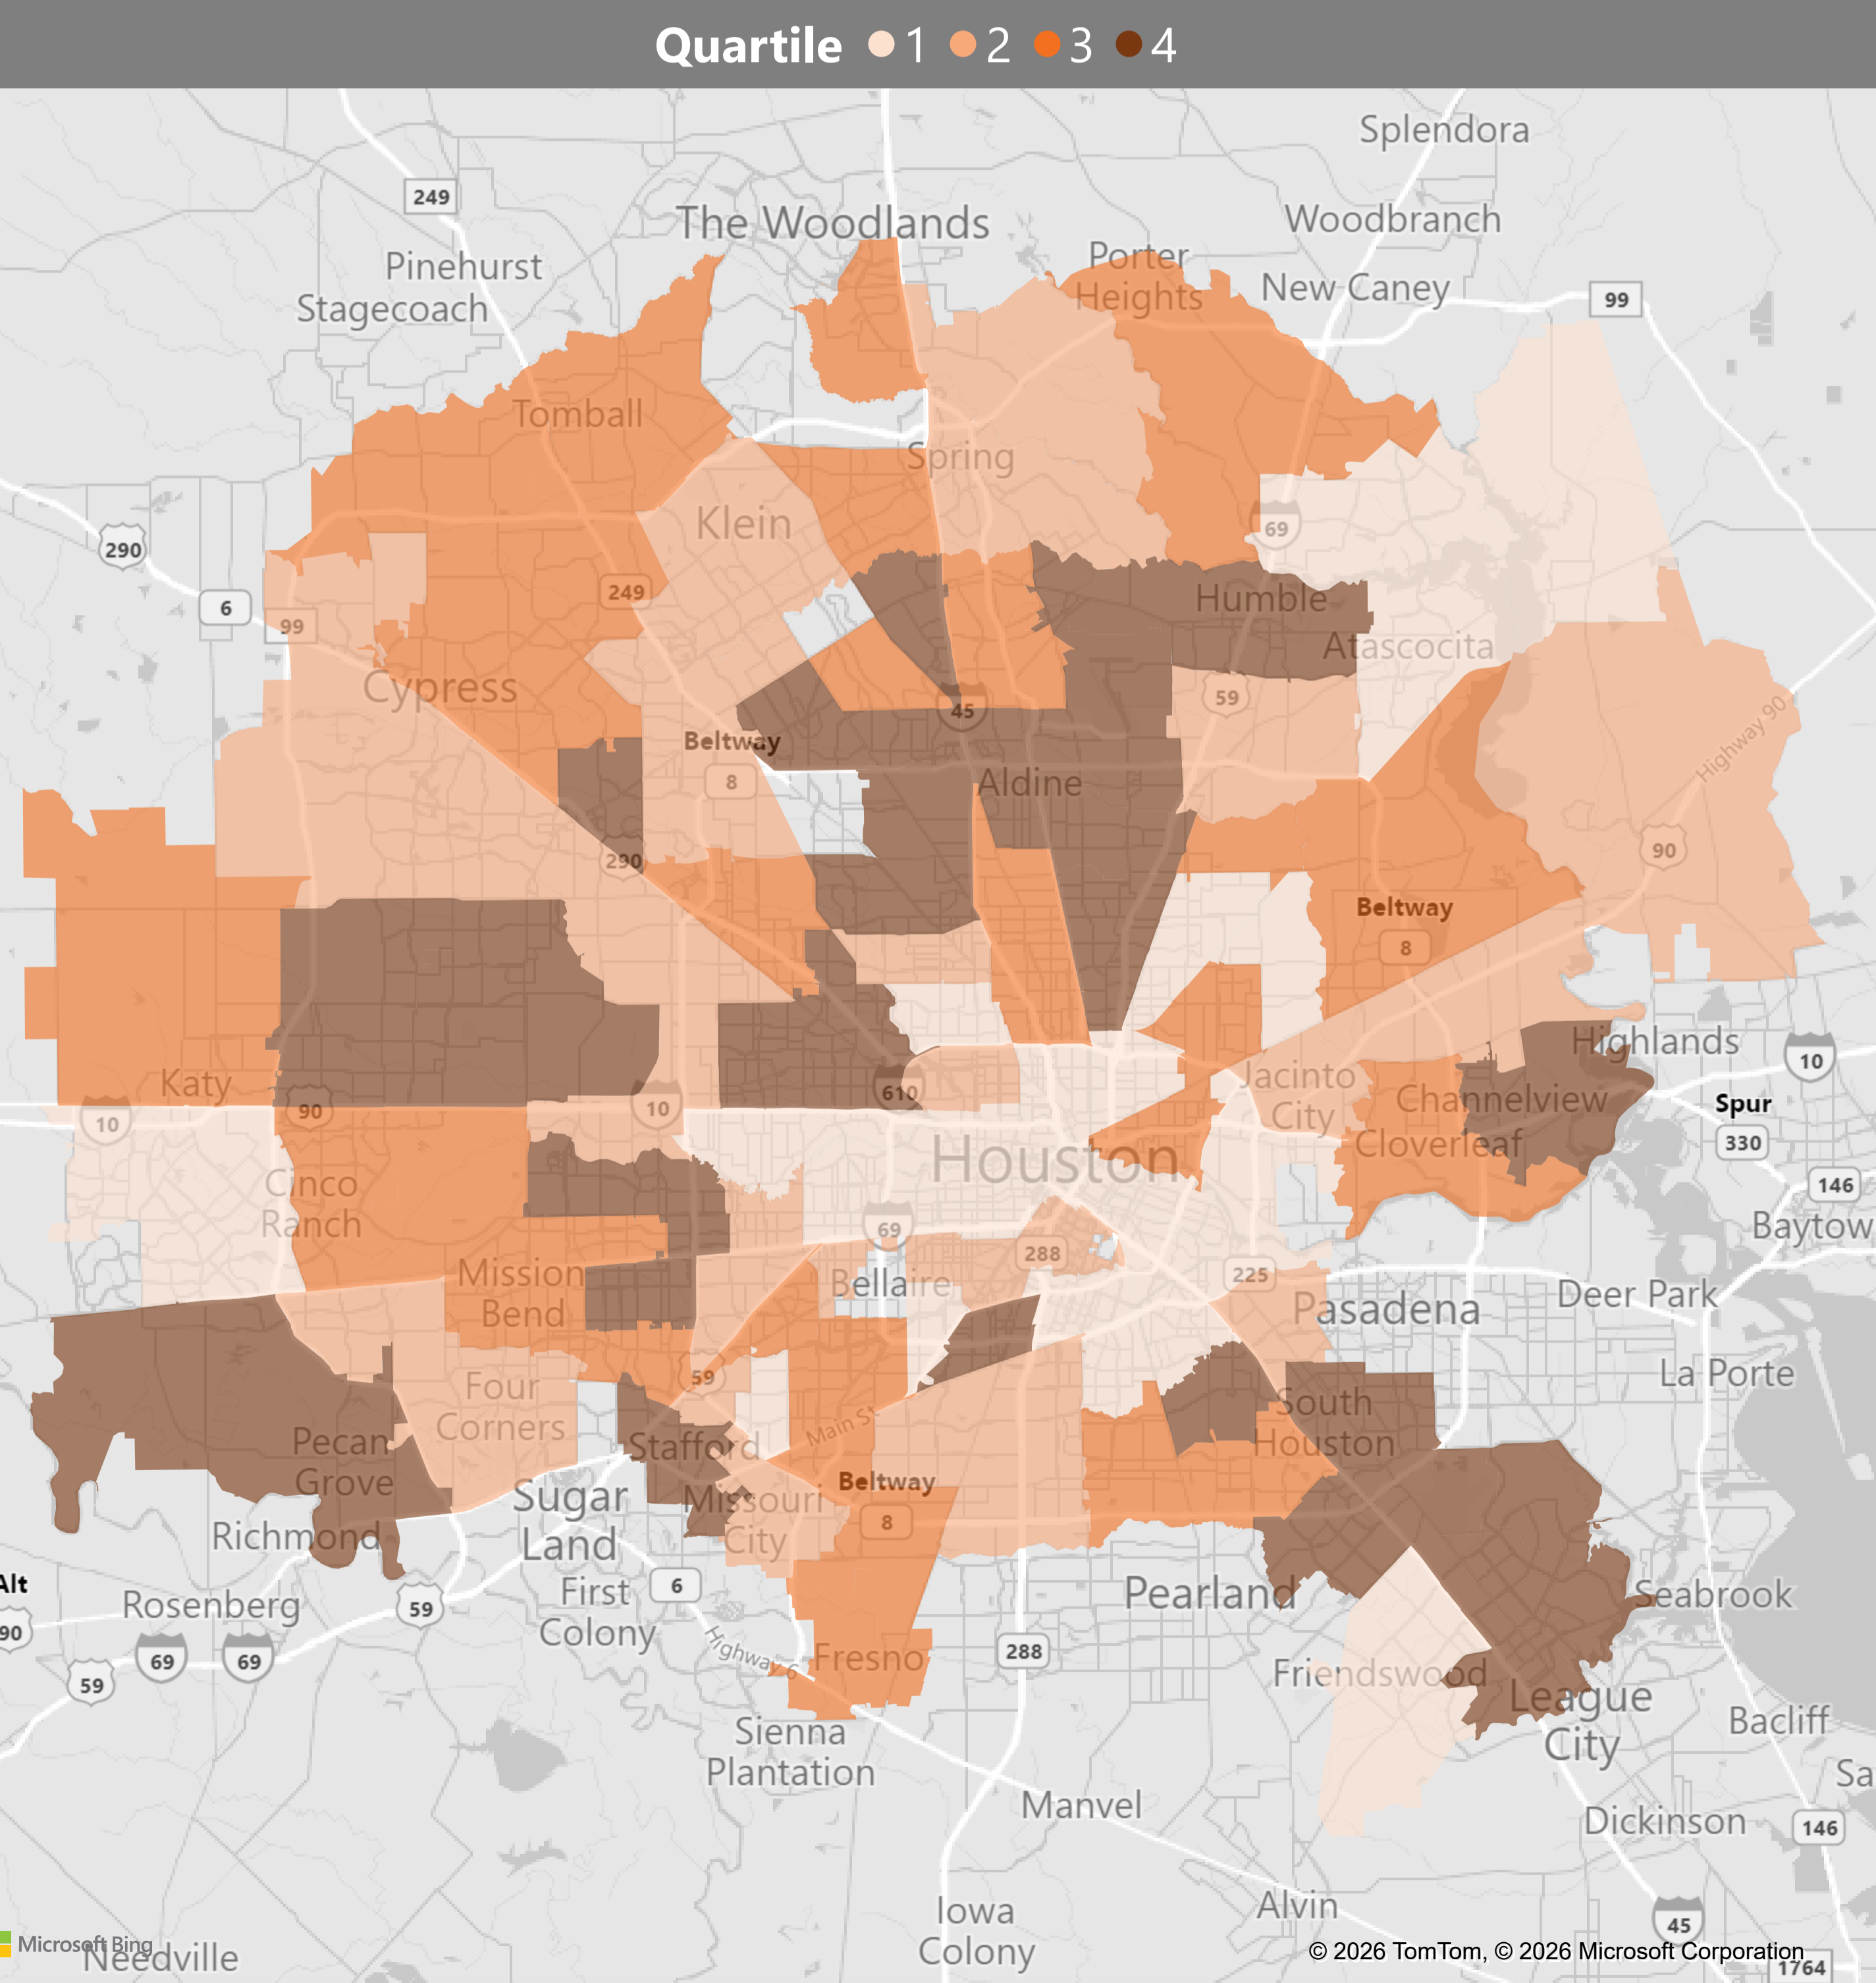 Quartile 1 2 3 4
Splendora
249
The Woodlands
Woodbranch
Pinehurst
Porter
Heights
New Caney
Stagecoach
99
Tomball
Spring
Klein
69
290
249
6
99
Humble
Atascocita
Cypress
59
45
Highway 90
Beltway
8
Aldine
290
90
Beltway
8
Katy
90
10
10
610
Jacinto
City
Highlands
10
Channelview
Spur
330
Cloverleaf
Houston
146
Cinco
Ranch
69
288
Baytow
Mission
Bend
Bellaire
225
Pasadena
Deer Park
59
La Porte
Four
Corners
Main St
South
Houston
Pecan
Grove
Stafford
Beltway
8
Sugar
Land
Missouri
City
Richmond
Alt
90
Rosenberg
59
First
Colony
6
Pearland
Seabrook
69
69
59
Highway 6
Fresno
288
Friendswood
League
City
Bacliff
Sienna
Plantation
Sa
Manvel
Dickinson
146
Alvin
Iowa
Colony
45
Microsoft Bing
Needville
© 2026 TomTom, © 2026 Microsoft Corporation
1764